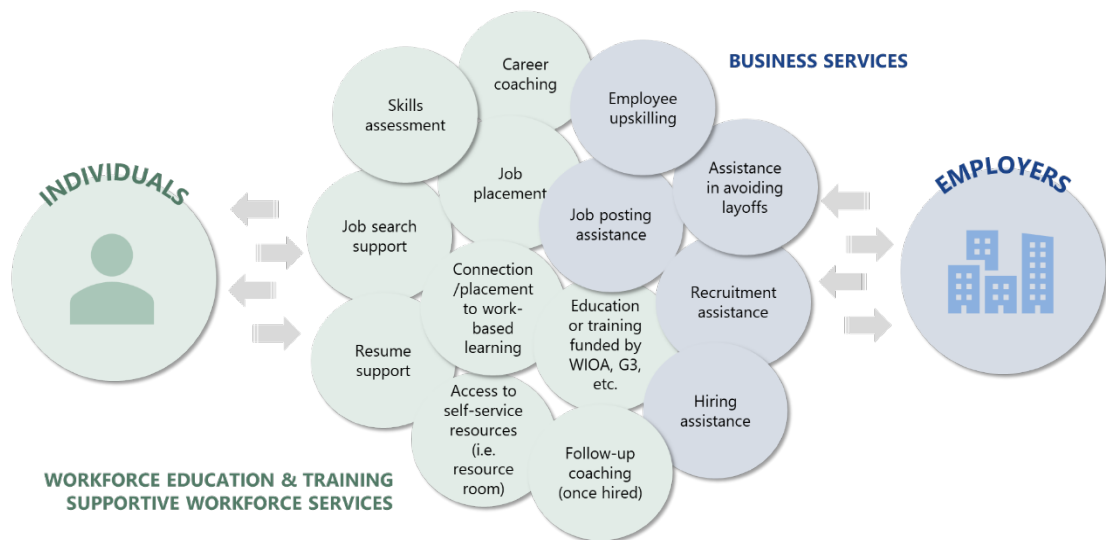 BUSINESS SERVICES
Career
coaching
Skills
assessment
Employee
upskilling
INDIVIDUALS
Job
placement
Assistance
in avoiding
layoffs
EMPLOYERS
Job search
support
Job posting
assistance
Connection
/placement
to work-
based
learning
Education
or training
funded by
WIOA, G3,
etc.
Recruitment
assistance
Resume
support
Access to
self-service
resources
(i.e.
resource
room)
Hiring
assistance
Follow-up
coaching
(once hired)
WORKFORCE EDUCATION & TRAINING
SUPPORTIVE WORKFORCE SERVICES